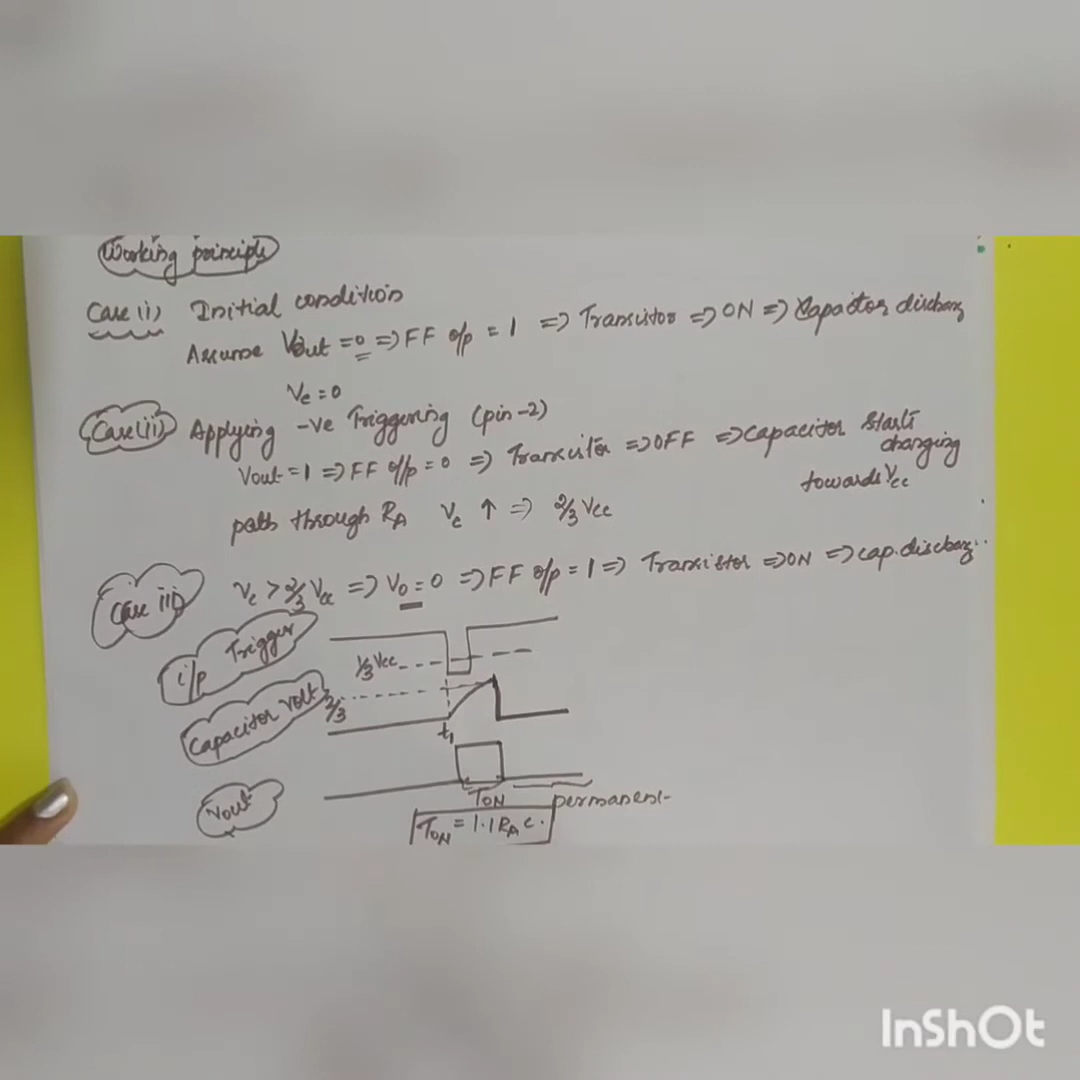 Working principle
Case (i) Initial condition
Assume Vout = 0 => FF o/p = 1 => Transistor => ON => Capacitor discharg
Vc = 0
Case (ii) Applying -ve Triggering (pin-2)
Vout = 1 => FF o/p = 0 => Transistor => OFF => Capacitor starts charging towards Vcc
path through RA Vc ↑ => 2/3 Vcc
Case iii) Vc > 2/3 Vcc => Vo = 0 => FF o/p = 1 => Transistor => ON => cap. discharg..
i/p Trigger
1/3 Vcc
Capacitor volt
2/3
t1
Vout
TON
permanent
TON = 1.1 RA C.
InShOt